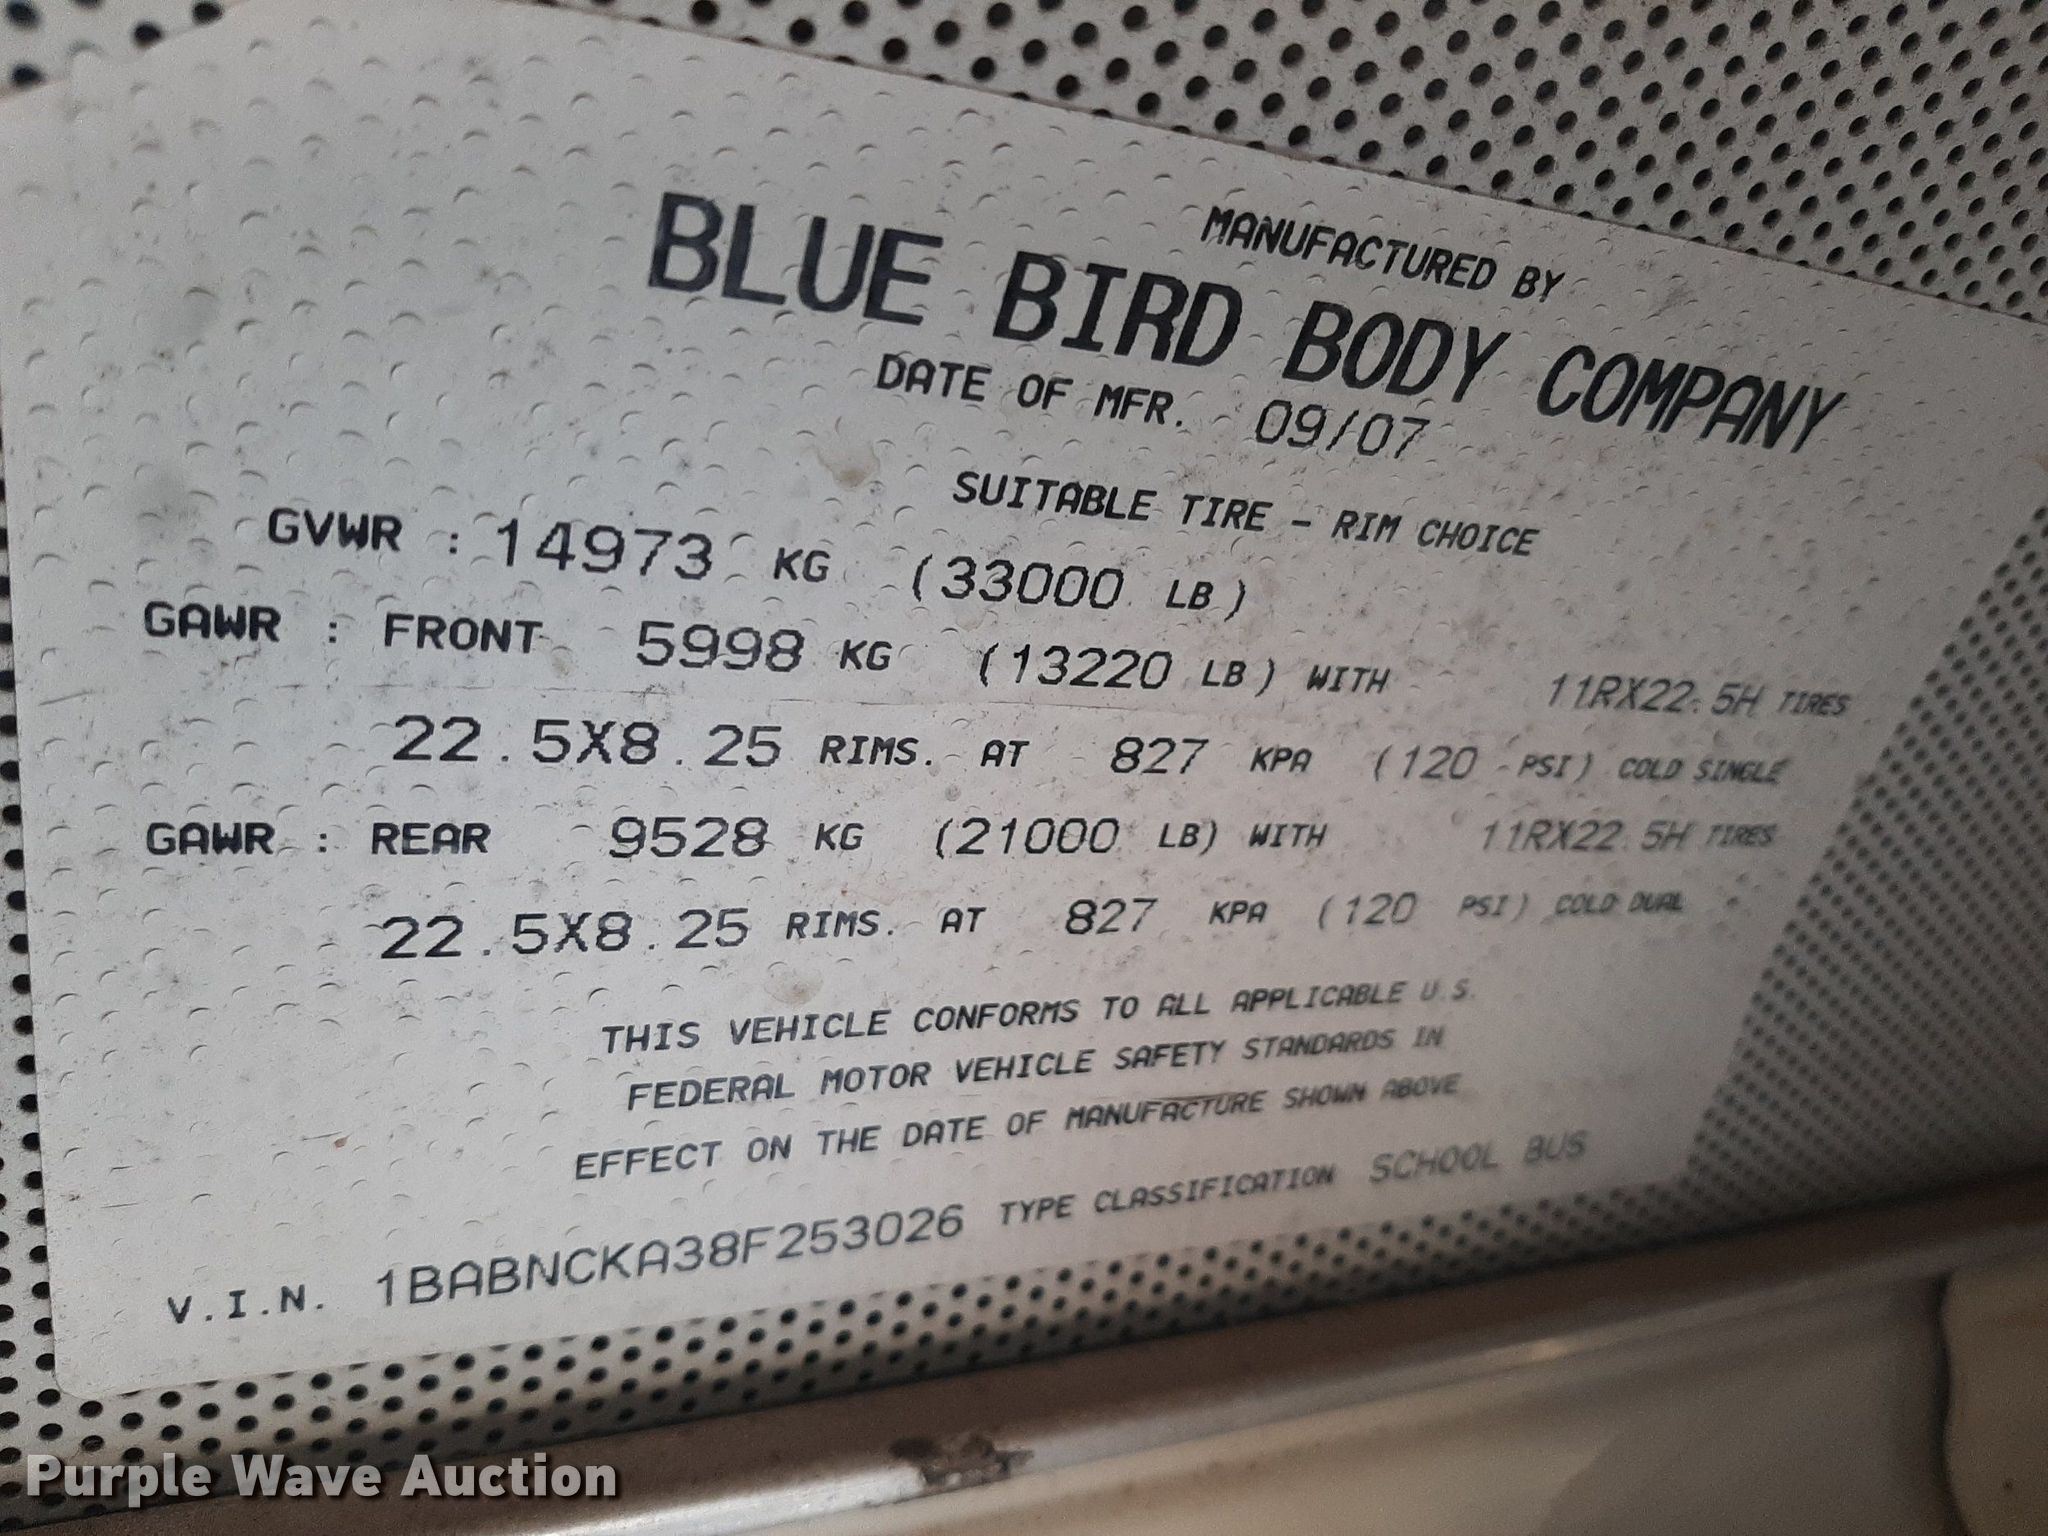 MANUFACTURED BY
BLUE BIRD BODY COMPANY
DATE OF MFR. 09/07
SUITABLE TIRE - RIM CHOICE
GVWR : 14973 KG (33000 LB)
GAWR : FRONT 5998 KG (13220 LB) WITH 11RX22.5H TIRES
22.5X8.25 RIMS. AT 827 KPA (120 PSI) COLD SINGLE
GAWR : REAR 9528 KG (21000 LB) WITH 11RX22.5H TIRES
22.5X8.25 RIMS. AT 827 KPA (120 PSI) COLD DUAL
THIS VEHICLE CONFORMS TO ALL APPLICABLE U.S.
FEDERAL MOTOR VEHICLE SAFETY STANDARDS IN
EFFECT ON THE DATE OF MANUFACTURE SHOWN ABOVE
V.I.N. 1BABNCKA38F253026 TYPE CLASSIFICATION SCHOOL BUS
Purple Wave Auction